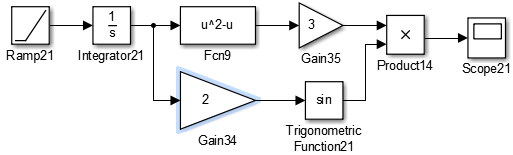 1
s
u^2-u
3
×
Ramp21
Integrator21
Fcn9
Gain35
Product14
Scope21
2
sin
Gain34
Trigonometric
Function21